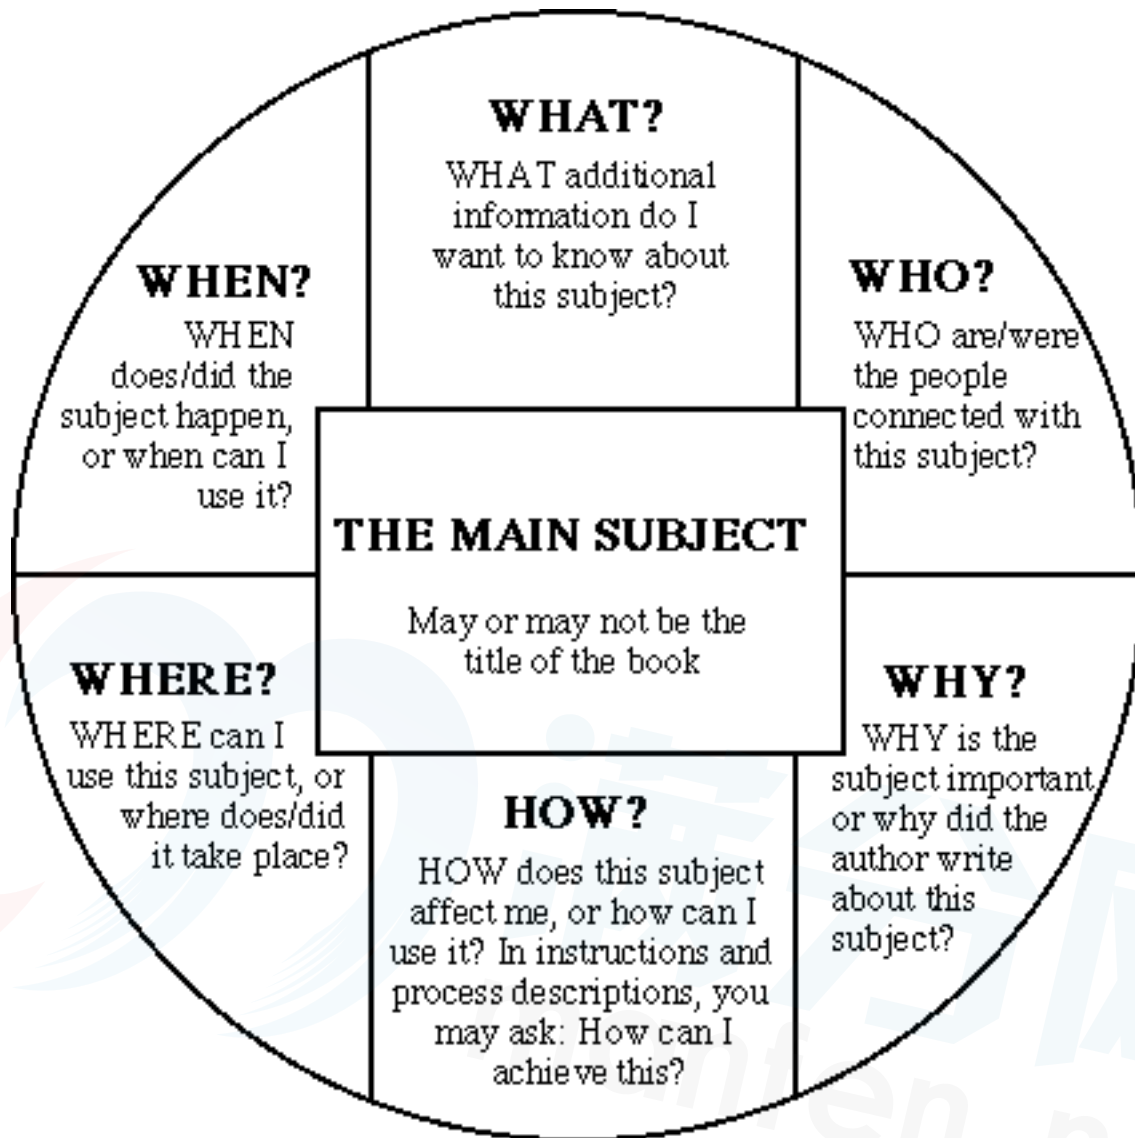 WHAT?
WHAT additional
information do I
want to know about
this subject?
WHO?
WHO are/were
the people
connected with
this subject?
WHEN?
WHEN
does/did the
subject happen,
or when can I
use it?
THE MAIN SUBJECT
May or may not be the
title of the book
WHERE?
WHERE can I
use this subject, or
where does/did
it take place?
HOW?
HOW does this subject
affect me, or how can I
use it? In instructions and
process descriptions, you
may ask: How can I
achieve this?
WHY?
WHY is the
subject important
or why did the
author write
about this
subject?
满分网
manfen